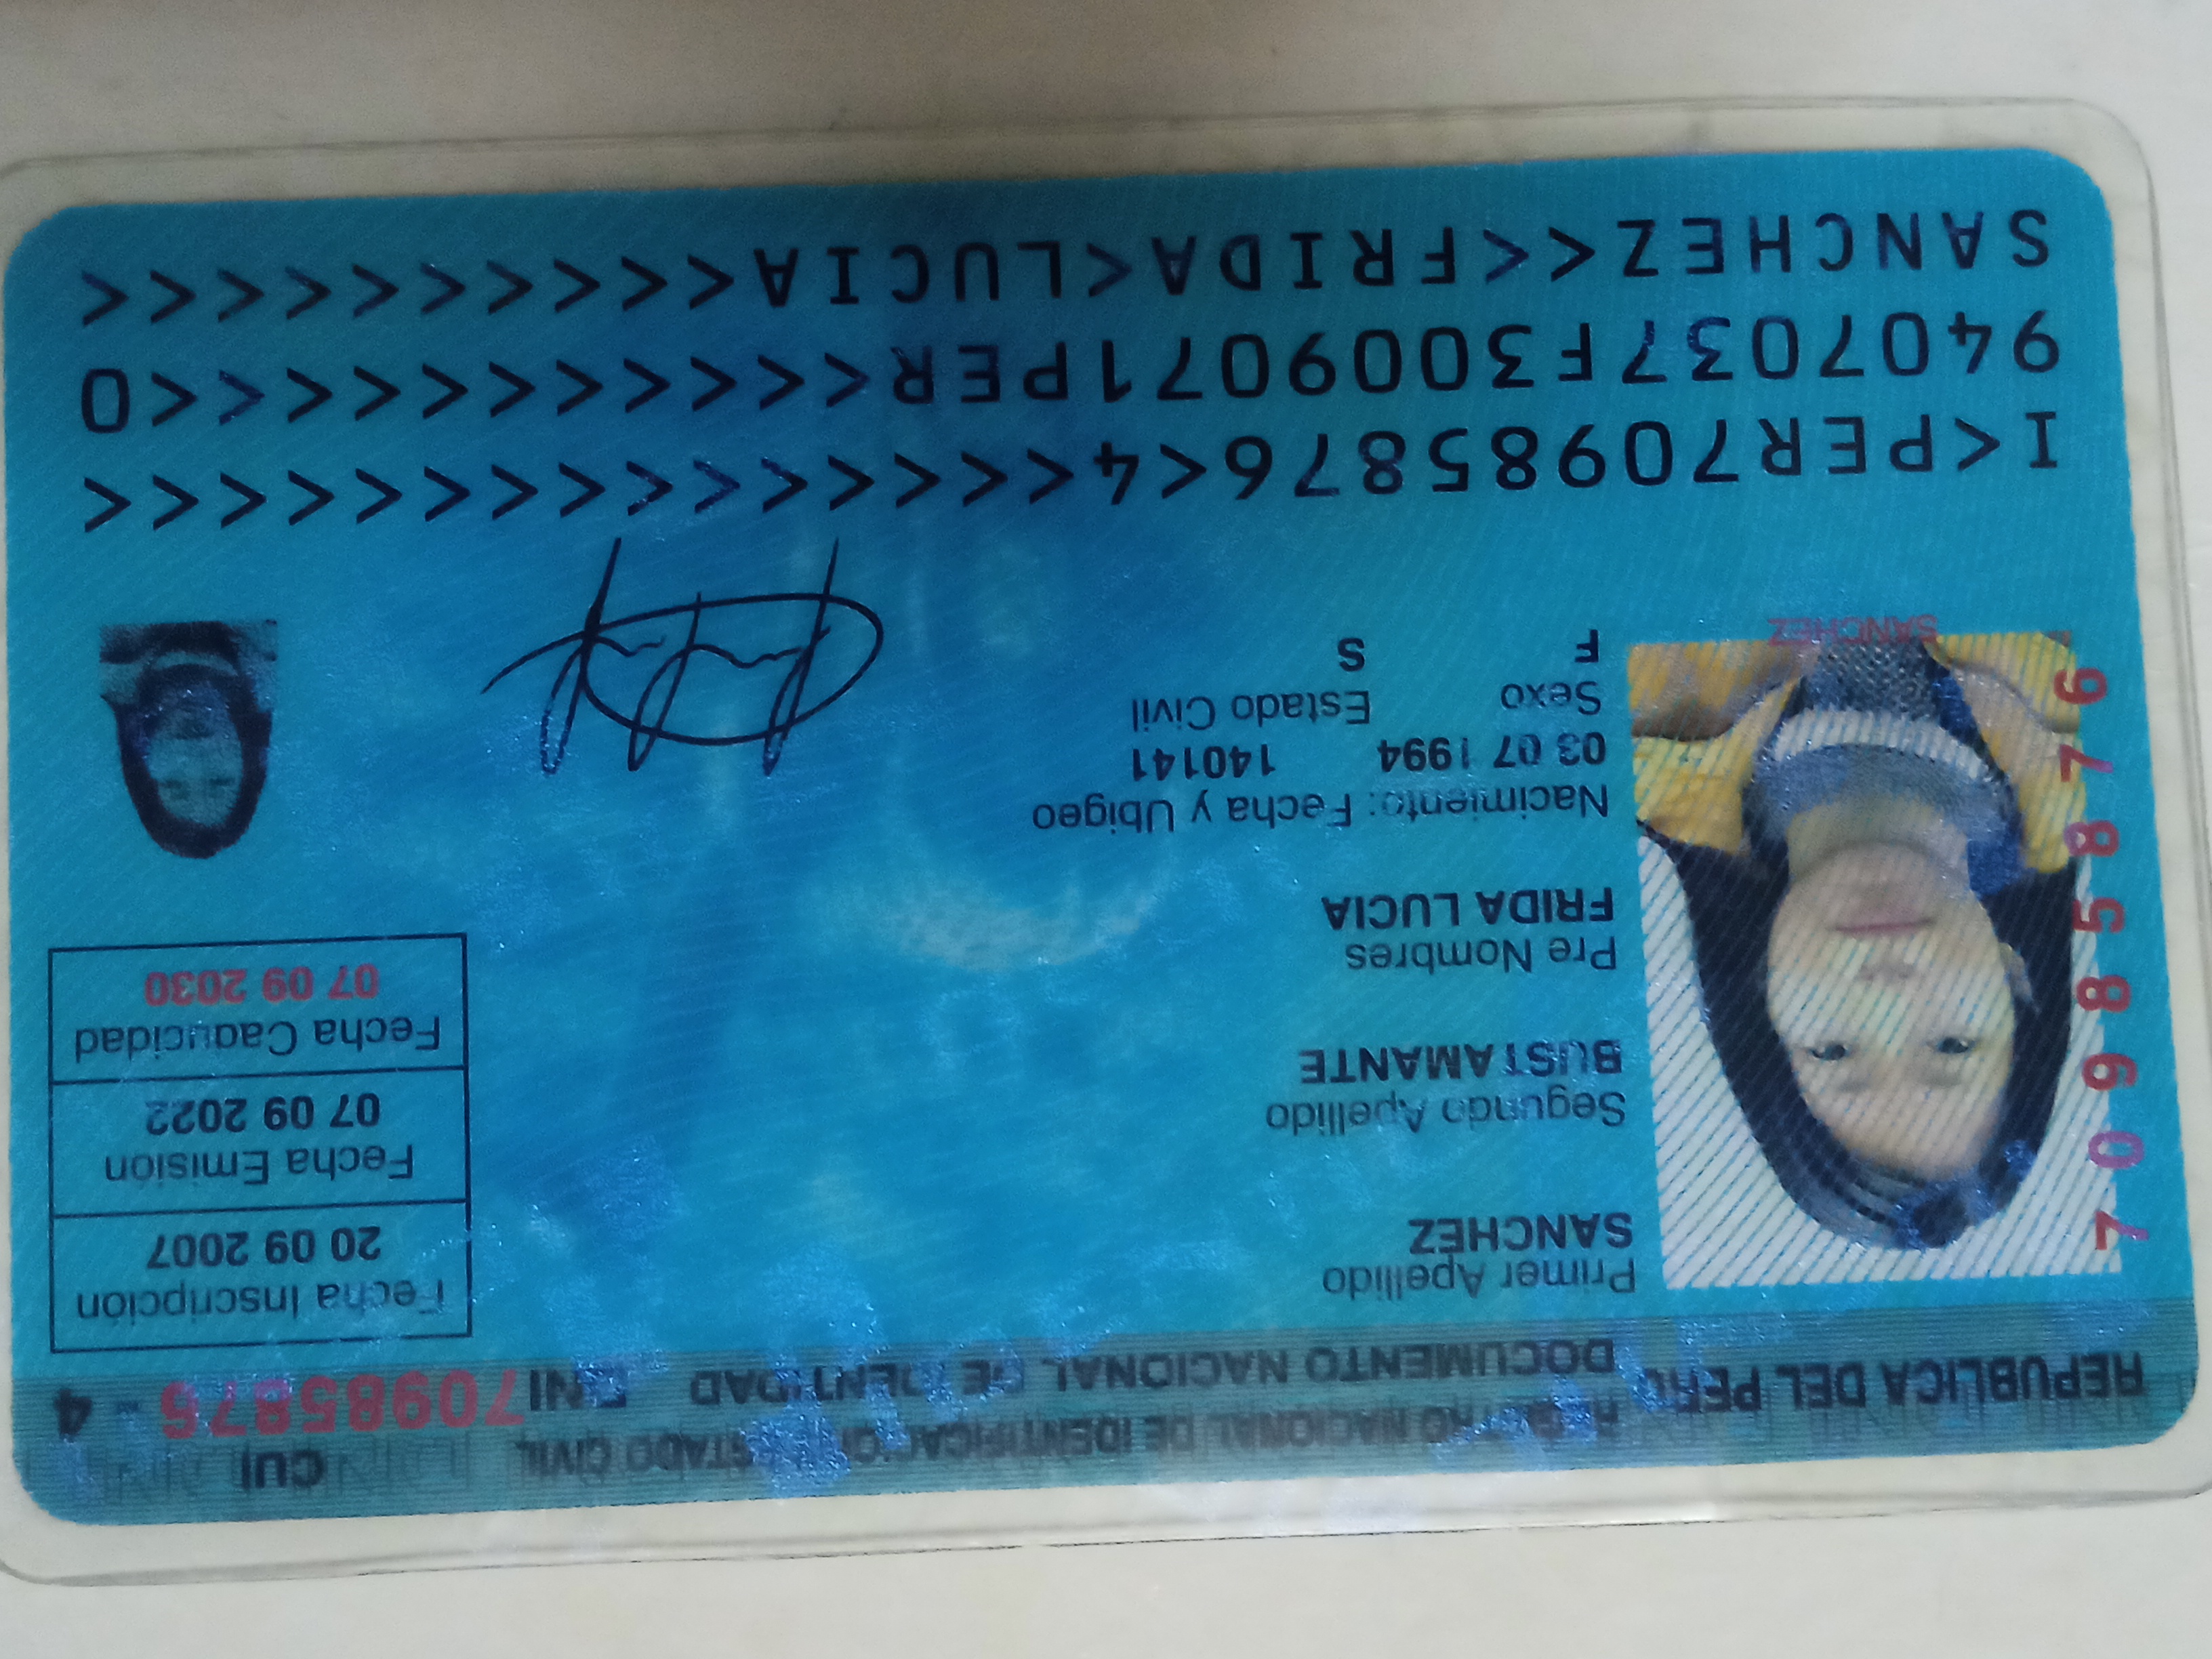 REPUBLICA DEL PERU
REGISTRO NACIONAL DE IDENTIFICACION Y ESTADO CIVIL
DOCUMENTO NACIONAL DE IDENTIDAD DNI
CUI
70985876 - 4
Primer Apellido
SANCHEZ
Segundo Apellido
BUSTAMANTE
Pre Nombres
FRIDA LUCIA
Nacimiento: Fecha y Ubigeo
03 07 1994 140141
Sexo Estado Civil
F S
Fecha Inscripción
20 09 2007
Fecha Emisión
07 09 2022
Fecha Caducidad
07 09 2030
70985876
SANCHEZ
I<PER70985876<4<<<<<<<<<<<<<<<
9407037F3009071PER<<<<<<<<<<<0
SANCHEZ<<FRIDA<LUCIA<<<<<<<<<<